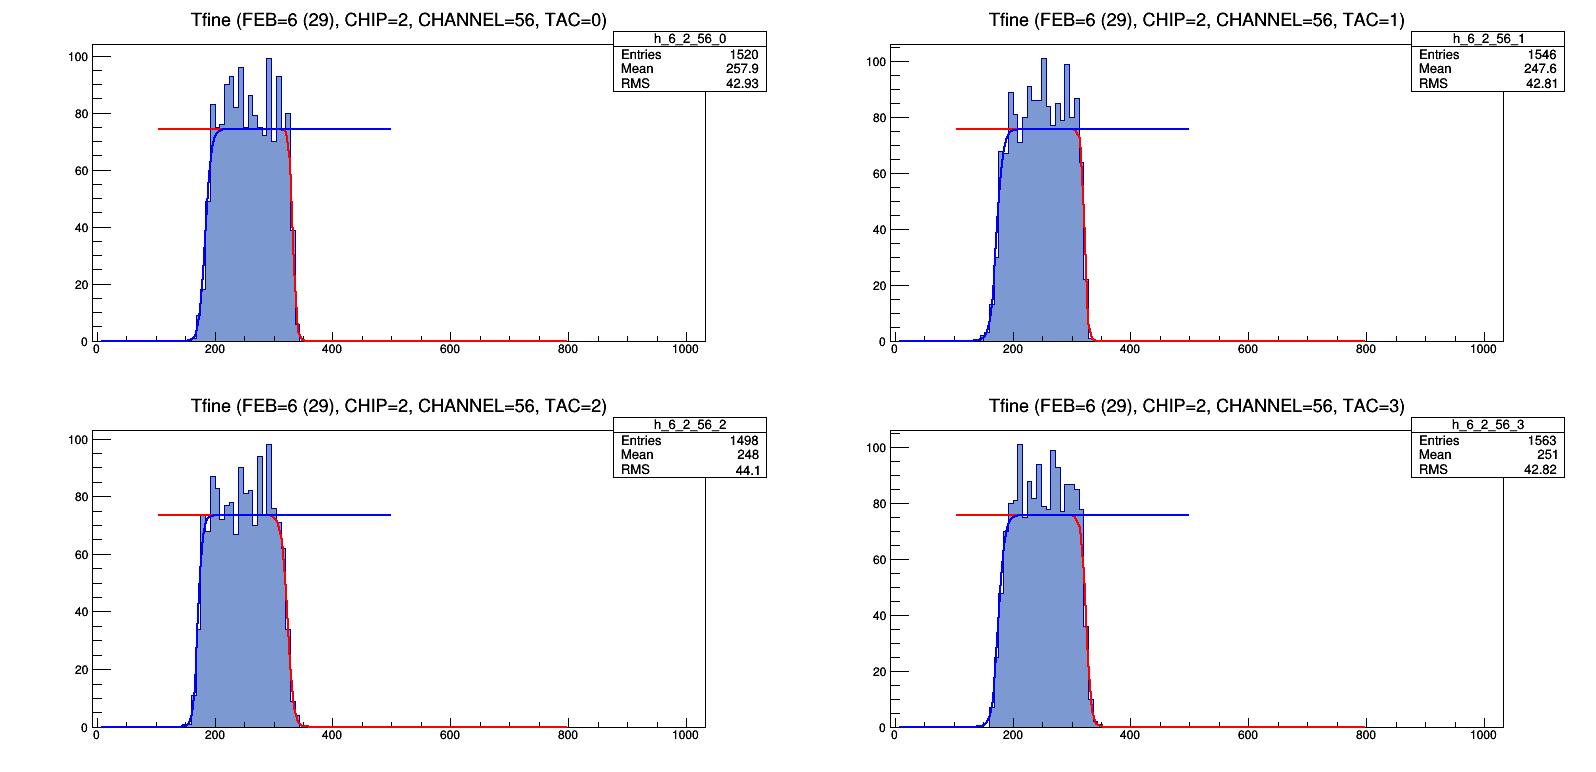 Tfine (FEB=6 (29), CHIP=2, CHANNEL=56, TAC=0)
h_6_2_56_0
Entries 1520
Mean 257.9
RMS 42.93
100
80
60
40
20
0
0 200 400 600 800 1000
Tfine (FEB=6 (29), CHIP=2, CHANNEL=56, TAC=1)
h_6_2_56_1
Entries 1546
Mean 247.6
RMS 42.81
100
80
60
40
20
0
0 200 400 600 800 1000
Tfine (FEB=6 (29), CHIP=2, CHANNEL=56, TAC=2)
h_6_2_56_2
Entries 1498
Mean 248
RMS 44.1
100
80
60
40
20
0
0 200 400 600 800 1000
Tfine (FEB=6 (29), CHIP=2, CHANNEL=56, TAC=3)
h_6_2_56_3
Entries 1563
Mean 251
RMS 42.82
100
80
60
40
20
0
0 200 400 600 800 1000